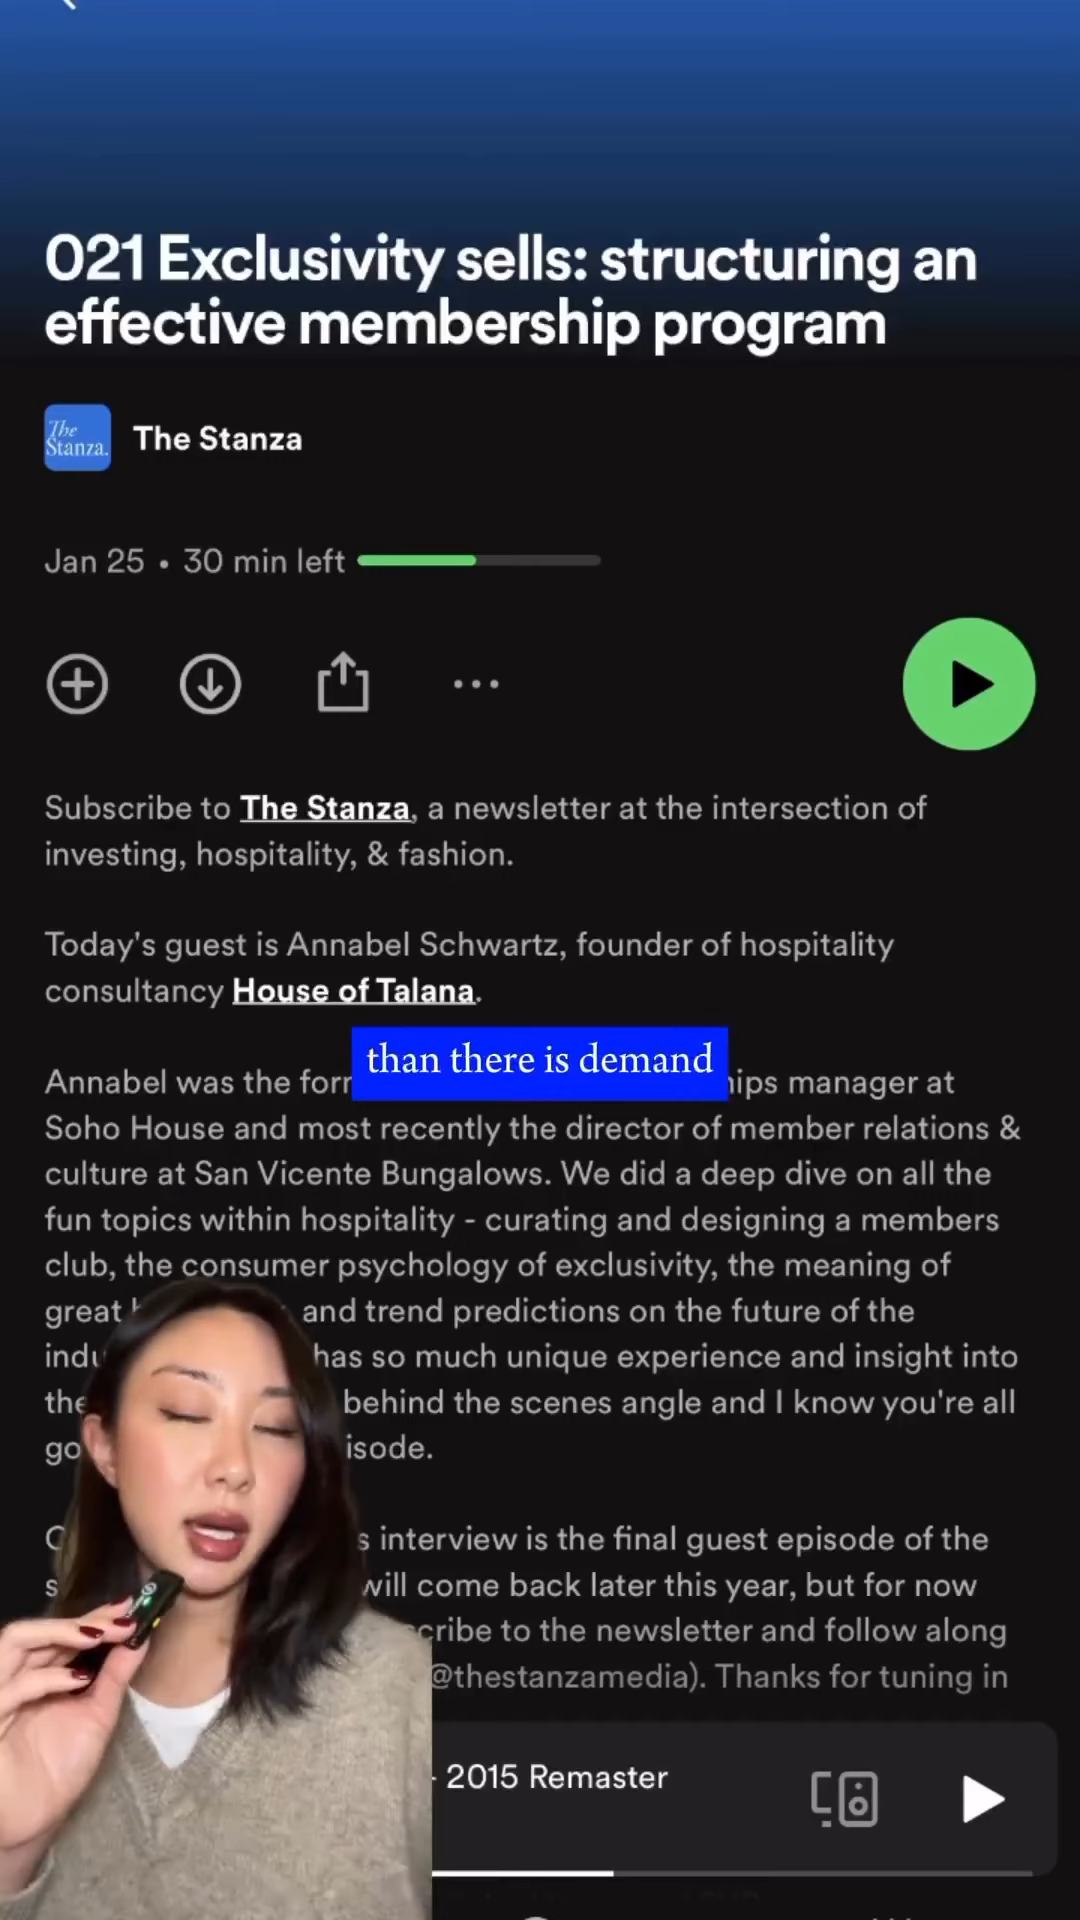 021 Exclusivity sells: structuring an
effective membership program
The
Stanza.
The Stanza
Jan 25 • 30 min left
Subscribe to The Stanza, a newsletter at the intersection of
investing, hospitality, & fashion.
Today's guest is Annabel Schwartz, founder of hospitality
consultancy House of Talana.
than there is demand
Annabel was the manager at
Soho House and most recently the director of member relations &
culture at San Vicente Bungalows. We did a deep dive on all the
fun topics within hospitality - curating and designing a members
club, the consumer psychology of exclusivity, the meaning of
great and trend predictions on the future of the
has so much unique experience and insight into
behind the scenes angle and I know you're all
interview is the final guest episode of the
will come back later this year, but for now
to the newsletter and follow along
@thestanzamedia). Thanks for tuning in
- 2015 Remaster